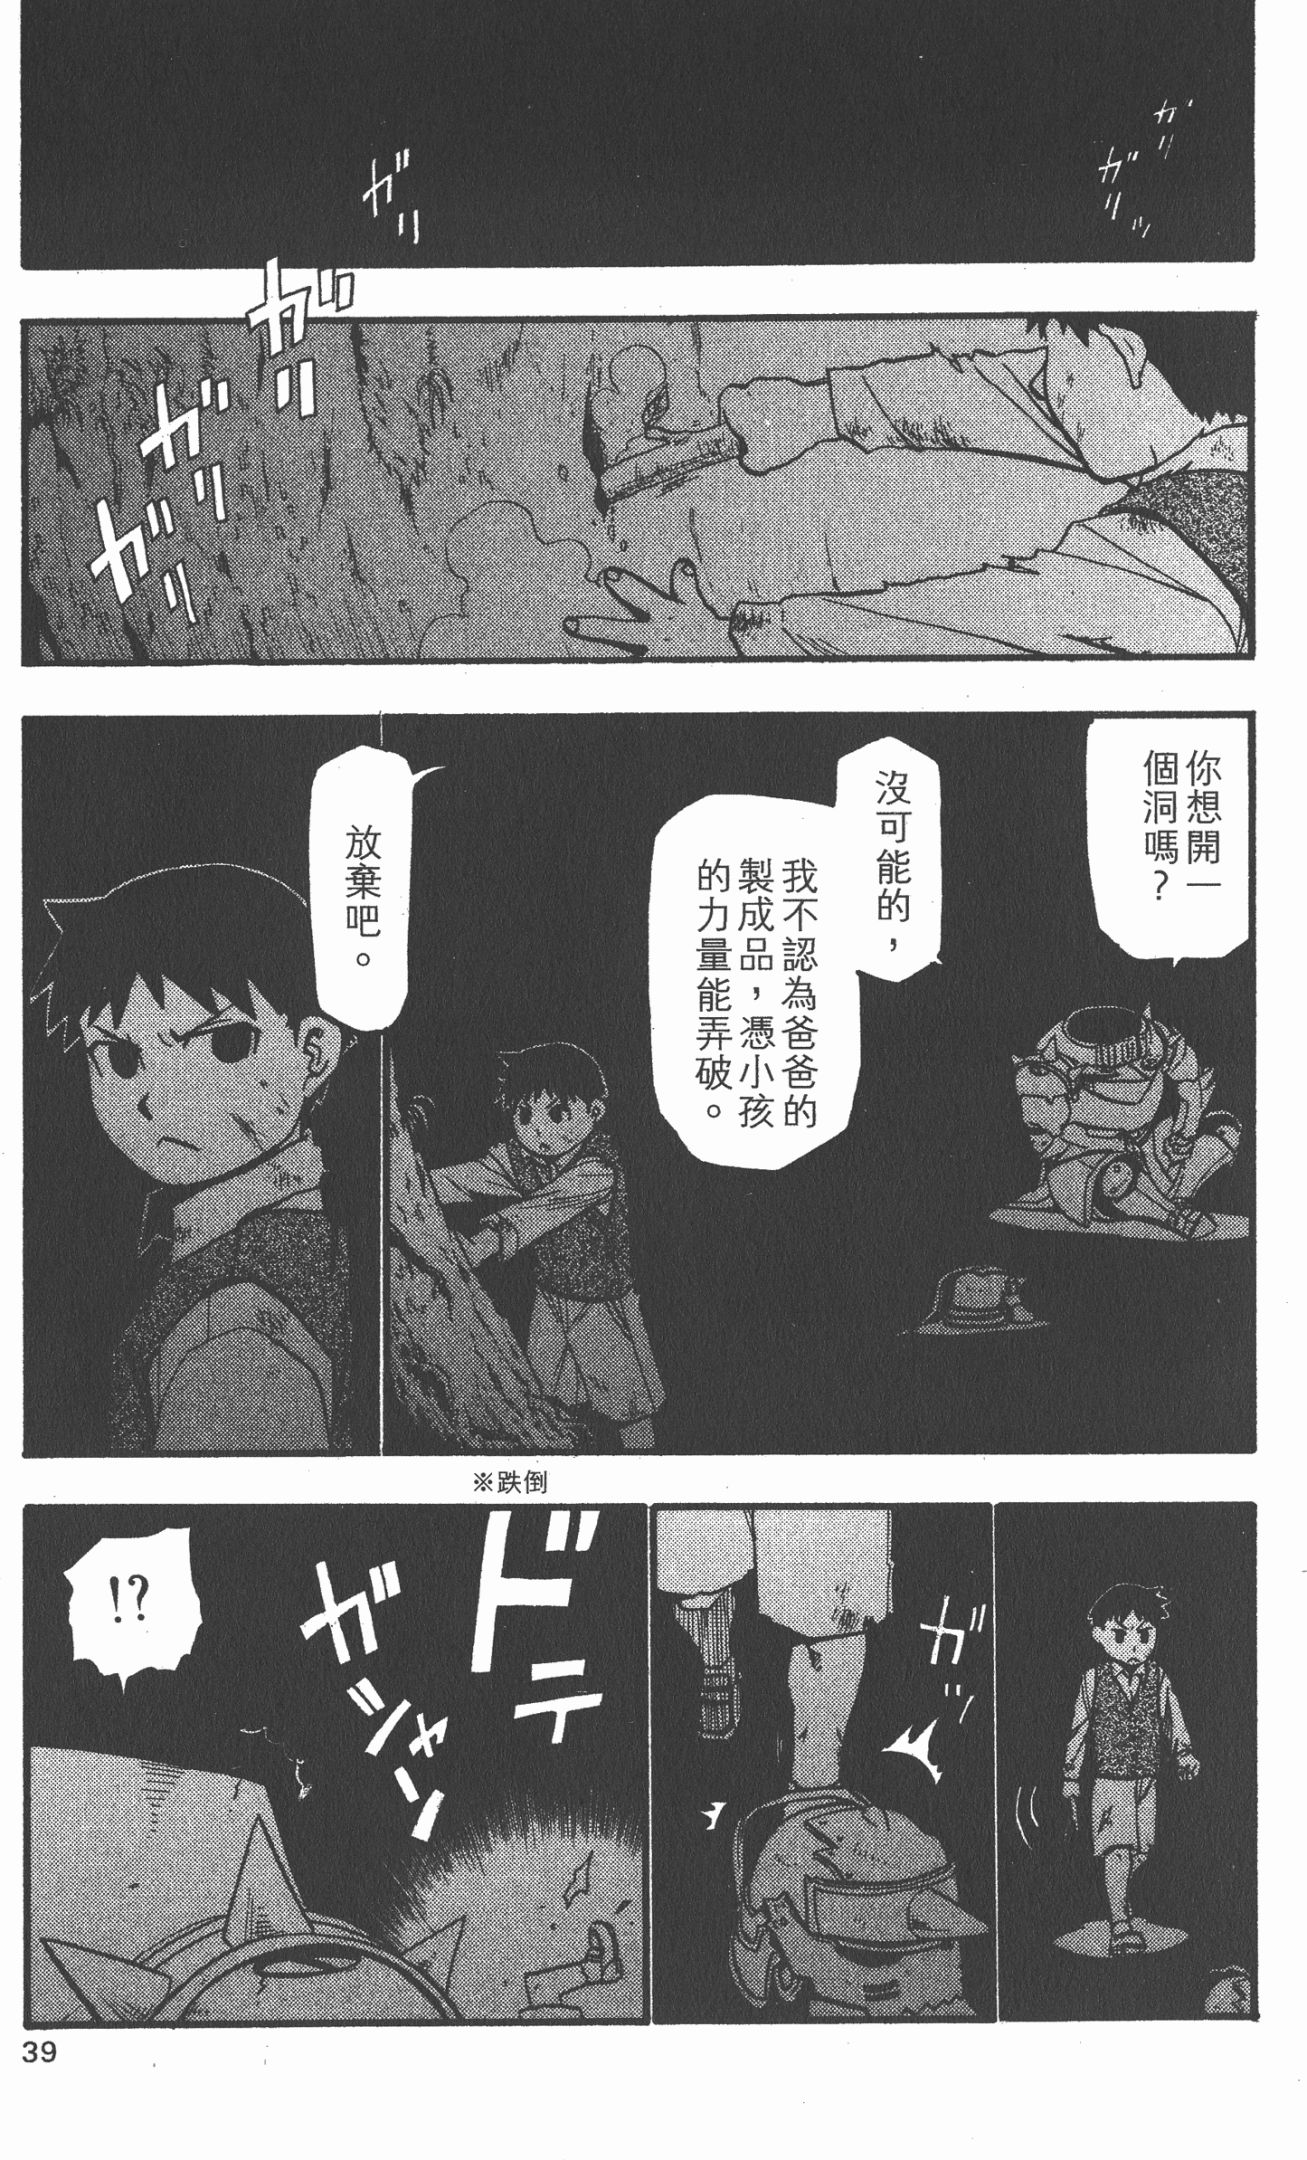 ガリ
ガリッ
ガリ
ガリ
ガリ
ガリ
你想開一
個洞嗎？
沒可能的，
我不認為爸爸的
製成品，憑小孩
的力量能弄破。
放棄吧。
※跌倒
ガッ
ドテ
ガシャン
!?
39